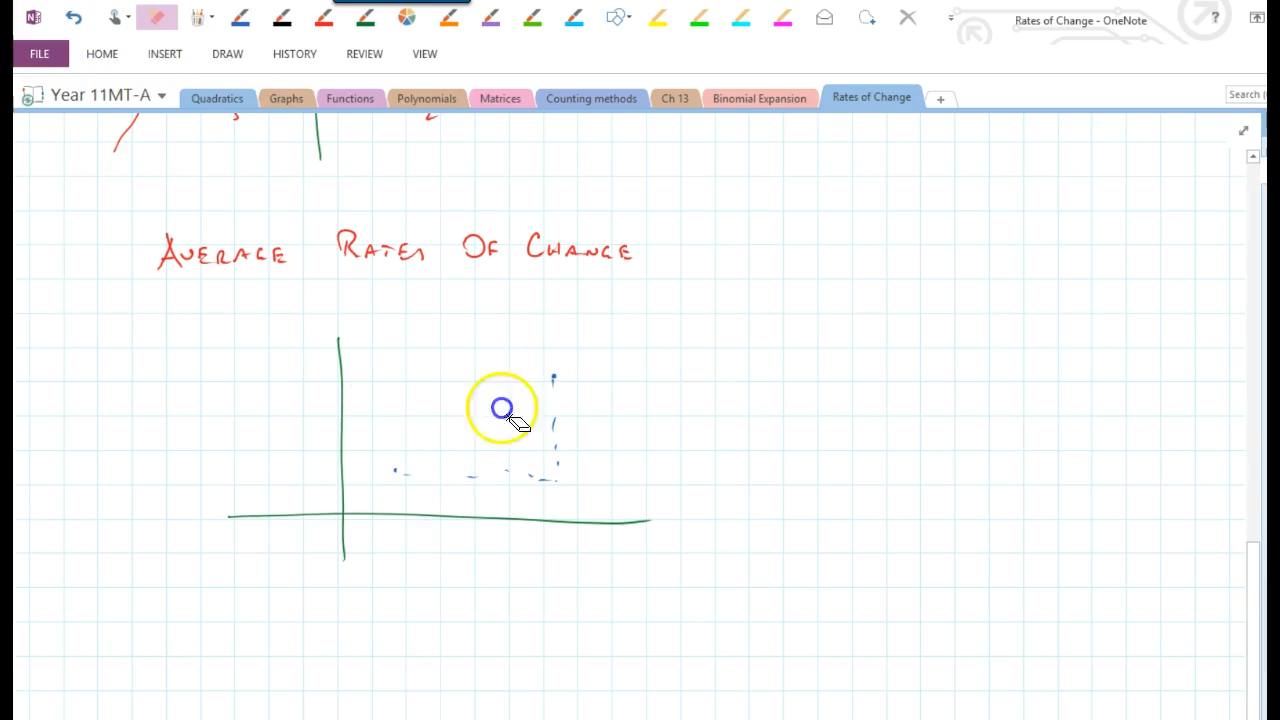 Rates of Change - OneNote
FILE HOME INSERT DRAW HISTORY REVIEW VIEW
Year 11MT-A Quadratics Graphs Functions Polynomials Matrices Counting methods Ch 13 Binomial Expansion Rates of Change Search (
AVERAGE RATES OF CHANGE